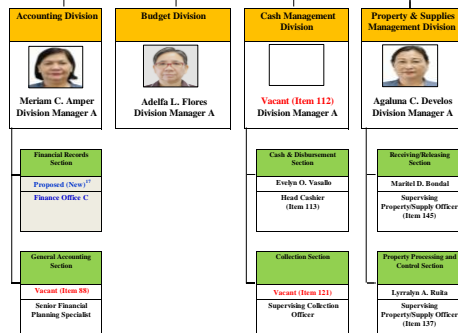 Accounting Division
Meriam C. Amper
Division Manager A
Financial Records
Section
Proposed (New)17
Finance Office C
General Accounting
Section
Vacant (Item 88)
Senior Financial
Planning Specialist
Budget Division
Adelfa L. Flores
Division Manager A
Cash Management
Division
Vacant (Item 112)
Division Manager A
Cash & Disbursement
Section
Evelyn O. Vasallo
Head Cashier
(Item 113)
Collection Section
Vacant (Item 121)
Supervising Collection
Officer
Property & Supplies
Management Division
Agaluna C. Develos
Division Manager A
Receiving/Releasing
Section
Maritel D. Bondal
Supervising
Property/Supply Officer
(Item 145)
Property Processing and
Control Section
Lyrralyn A. Ruita
Supervising
Property/Supply Officer
(Item 137)